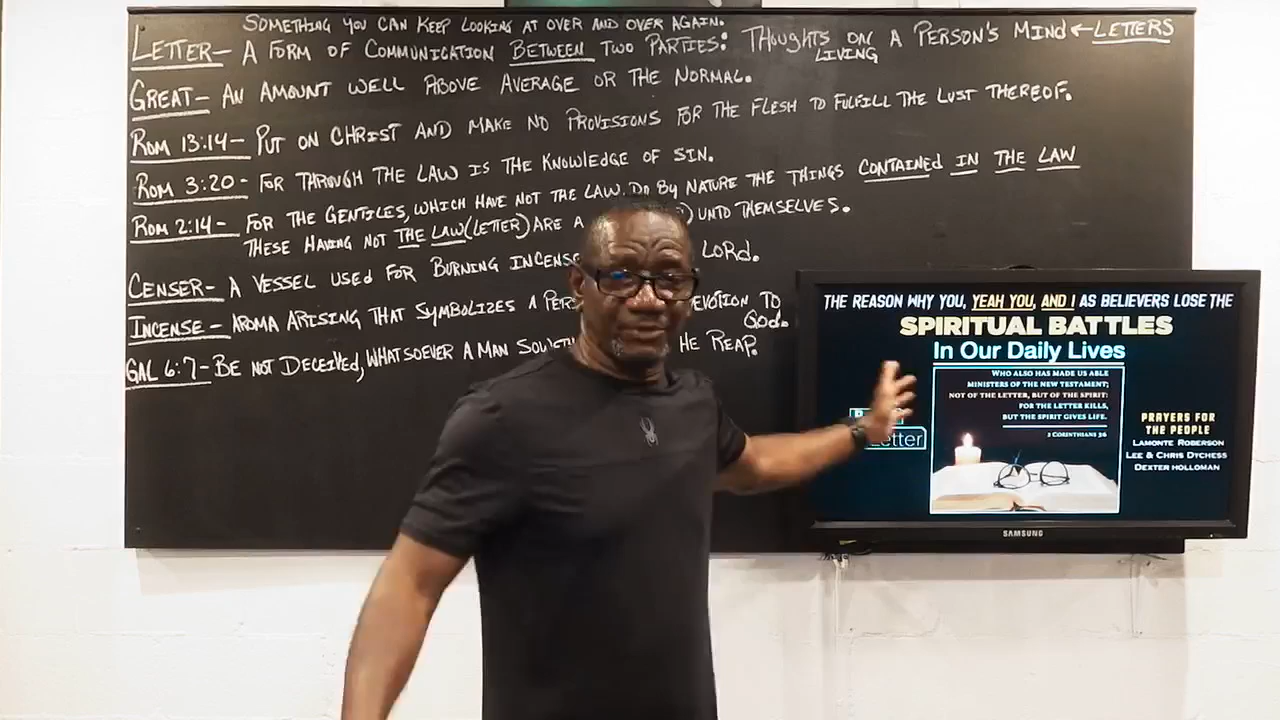 SOMETHING YOU CAN KEEP LOOKING AT OVER AND OVER AGAIN.
LETTER- A FORM OF COMMUNICATION BETWEEN TWO PARTIES: THOUGHTS ON A PERSON'S MIND ← LETTERS
LIVING
GREAT- AN AMOUNT WELL ABOVE AVERAGE OR THE NORMAL.
ROM 13:14- PUT ON CHRIST AND MAKE NO PROVISIONS FOR THE FLESH TO FULFILL THE LUST THEREOF.
ROM 3:20- FOR THROUGH THE LAW IS THE KNOWLEDGE OF SIN.
ROM 2:14- FOR THE GENTILES, WHICH HAVE NOT THE LAW, DO BY NATURE THE THINGS CONTAINED IN THE LAW
THESE HAVING NOT THE LAW (LETTER) ARE A ) UNTO THEMSELVES.
CENSER- A VESSEL USED FOR BURNING INCENSE LORD.
INCENSE- AROMA ARISING THAT SYMBOLIZES A TO
GOD.
GAL 6:7- BE NOT DECEIVED, WHATSOEVER A MAN HE REAP.
THE REASON WHY YOU, YEAH YOU, AND I AS BELIEVERS LOSE THE
SPIRITUAL BATTLES
In Our Daily Lives
WHO ALSO HAS MADE US ABLE
MINISTERS OF THE NEW TESTAMENT;
NOT OF THE LETTER, BUT OF THE SPIRIT:
FOR THE LETTER KILLS,
BUT THE SPIRIT GIVES LIFE.
2 CORINTHIANS 3:6
Letter
PRAYERS FOR
THE PEOPLE
LAMONTE ROBERSON
LEE & CHRIS DYCHESS
DEXTER HOLLOMAN
SAMSUNG